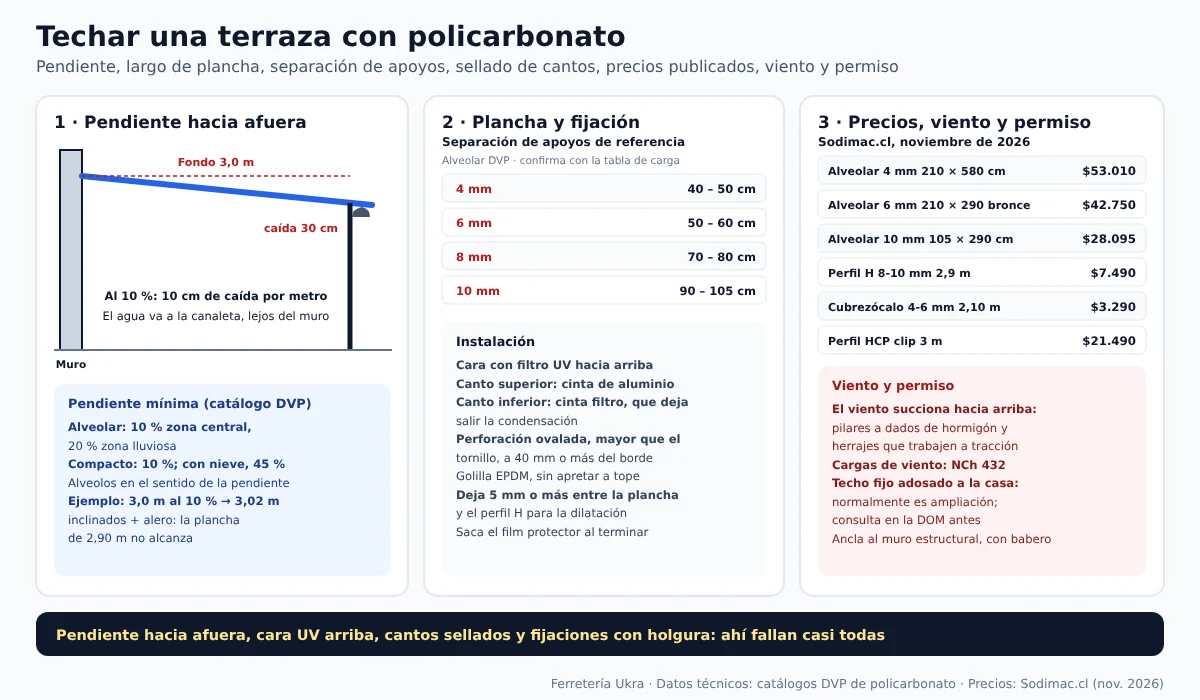 Techar una terraza con policarbonato
Pendiente, largo de plancha, separación de apoyos, sellado de cantos, precios publicados, viento y permiso
1 · Pendiente hacia afuera
Fondo 3,0 m
caída 30 cm
Al 10 %: 10 cm de caída por metro
El agua va a la canaleta, lejos del muro
Muro
Pendiente mínima (catálogo DVP)
Alveolar: 10 % zona central,
20 % zona lluviosa
Compacto: 10 %; con nieve, 45 %
Alveolos en el sentido de la pendiente
Ejemplo: 3,0 m al 10 % → 3,02 m
inclinados + alero: la plancha
de 2,90 m no alcanza
2 · Plancha y fijación
Separación de apoyos de referencia
Alveolar DVP · confirma con la tabla de carga
4 mm 40 – 50 cm
6 mm 50 – 60 cm
8 mm 70 – 80 cm
10 mm 90 – 105 cm
Instalación
Cara con filtro UV hacia arriba
Canto superior: cinta de aluminio
Canto inferior: cinta filtro, que deja
salir la condensación
Perforación ovalada, mayor que el
tornillo, a 40 mm o más del borde
Golilla EPDM, sin apretar a tope
Deja 5 mm o más entre la plancha
y el perfil H para la dilatación
Saca el film protector al terminar
3 · Precios, viento y permiso
Sodimac.cl, noviembre de 2026
Alveolar 4 mm 210 × 580 cm $53.010
Alveolar 6 mm 210 × 290 bronce $42.750
Alveolar 10 mm 105 × 290 cm $28.095
Perfil H 8-10 mm 2,9 m $7.490
Cubrezócalo 4-6 mm 2,10 m $3.290
Perfil HCP clip 3 m $21.490
Viento y permiso
El viento succiona hacia arriba:
pilares a dados de hormigón y
herrajes que trabajen a tracción
Cargas de viento: NCh 432
Techo fijo adosado a la casa:
normalmente es ampliación;
consulta en la DOM antes
Ancla al muro estructural, con babero
Pendiente hacia afuera, cara UV arriba, cantos sellados y fijaciones con holgura: ahí fallan casi todas
Ferretería Ukra · Datos técnicos: catálogos DVP de policarbonato · Precios: Sodimac.cl (nov. 2026)